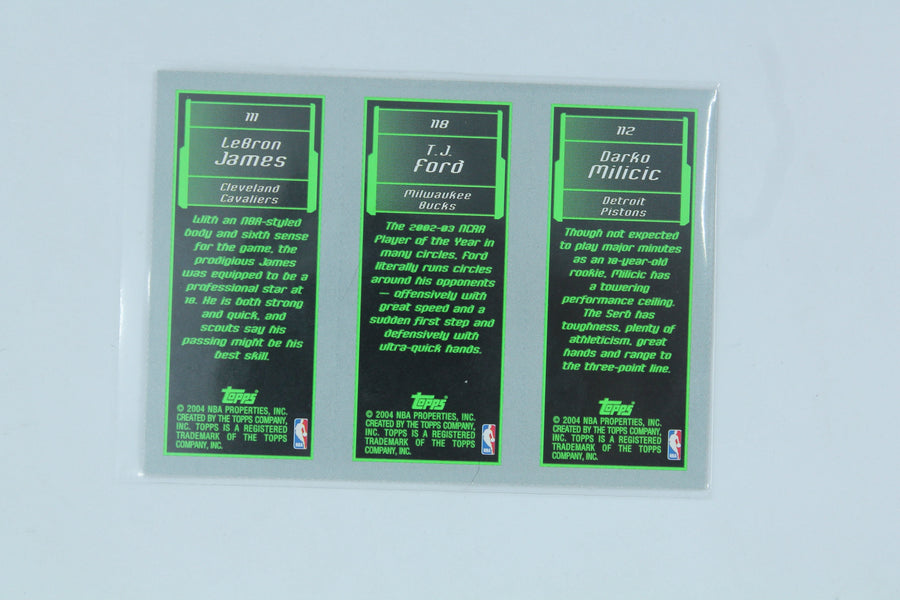 111
LeBron
James
Cleveland
Cavaliers
With an NBA-styled
body and sixth sense
for the game, the
prodigious James
was equipped to be a
professional star at
18. He is both strong
and quick, and
scouts say his
passing might be his
best skill.
Topps
© 2004 NBA PROPERTIES, INC.
CREATED BY THE TOPPS COMPANY,
INC. TOPPS IS A REGISTERED
TRADEMARK OF THE TOPPS
COMPANY, INC.
NBA
118
T.J.
Ford
Milwaukee
Bucks
The 2002-03 NCAA
Player of the Year in
many circles, Ford
literally runs circles
around his opponents
— offensively with
great speed and a
sudden first step and
defensively with
ultra-quick hands.
Topps
© 2004 NBA PROPERTIES, INC.
CREATED BY THE TOPPS COMPANY,
INC. TOPPS IS A REGISTERED
TRADEMARK OF THE TOPPS
COMPANY, INC.
NBA
112
Darko
Milicic
Detroit
Pistons
Though not expected
to play major minutes
as an 18-year-old
rookie, Milicic has
a towering
performance ceiling.
The Serb has
toughness, plenty of
athleticism, great
hands and range to
the three-point line.
Topps
© 2004 NBA PROPERTIES, INC.
CREATED BY THE TOPPS COMPANY,
INC. TOPPS IS A REGISTERED
TRADEMARK OF THE TOPPS
COMPANY, INC.
NBA